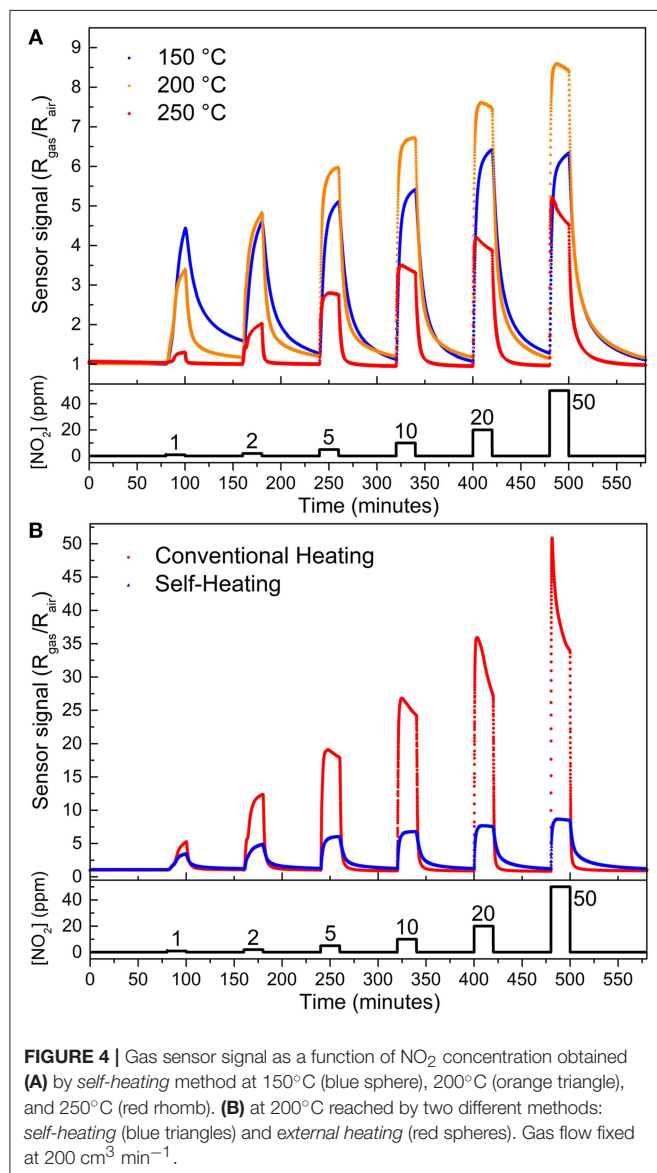 A
150 °C
200 °C
250 °C
Sensor signal (R_gas/R_air)
9
8
7
6
5
4
3
2
1
[NO₂] (ppm)
40
20
0
1
2
5
10
20
50
0 50 100 150 200 250 300 350 400 450 500 550
Time (minutes)
B
Conventional Heating
Self-Heating
Sensor signal (R_gas/R_air)
50
45
40
35
30
25
20
15
10
5
0
[NO₂] (ppm)
40
20
0
1
2
5
10
20
50
0 50 100 150 200 250 300 350 400 450 500 550
Time (minutes)
FIGURE 4 | Gas sensor signal as a function of NO₂ concentration obtained
(A) by self-heating method at 150°C (blue sphere), 200°C (orange triangle),
and 250°C (red rhomb). (B) at 200°C reached by two different methods:
self-heating (blue triangles) and external heating (red spheres). Gas flow fixed
at 200 cm³ min⁻¹.